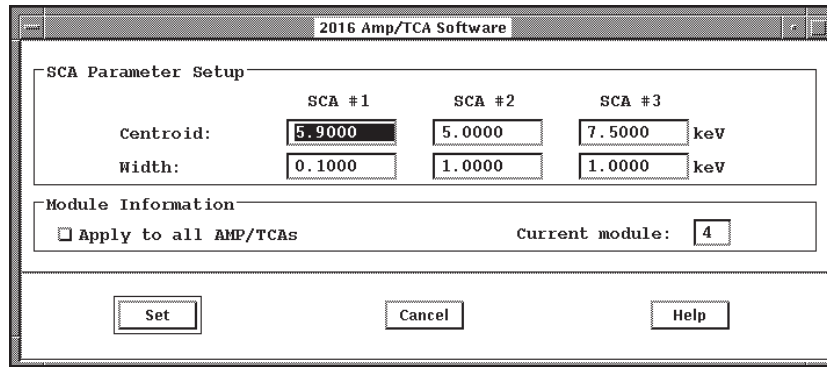 2016 Amp/TCA Software
SCA Parameter Setup
SCA #1 SCA #2 SCA #3
Centroid: 5.9000 5.0000 7.5000 keV
Width: 0.1000 1.0000 1.0000 keV
Module Information
Apply to all AMP/TCAs Current module: 4
Set Cancel Help